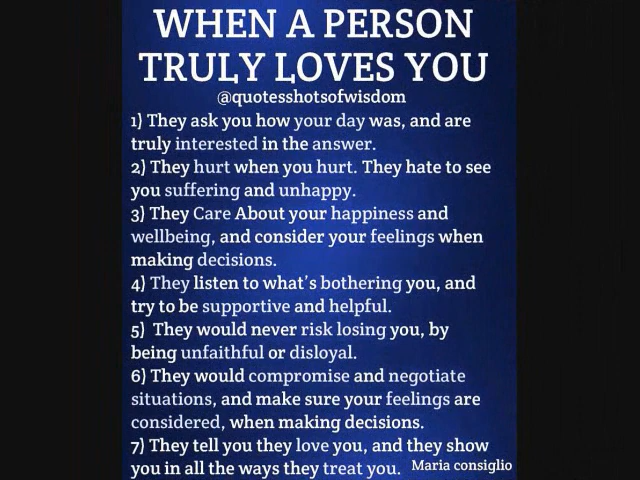 WHEN A PERSON
TRULY LOVES YOU
@quotesshotsofwisdom
1) They ask you how your day was, and are
truly interested in the answer.
2) They hurt when you hurt. They hate to see
you suffering and unhappy.
3) They Care About your happiness and
wellbeing, and consider your feelings when
making decisions.
4) They listen to what's bothering you, and
try to be supportive and helpful.
5)  They would never risk losing you, by
being unfaithful or disloyal.
6) They would compromise and negotiate
situations, and make sure your feelings are
considered, when making decisions.
7) They tell you they love you, and they show
you in all the ways they treat you. Maria consiglio